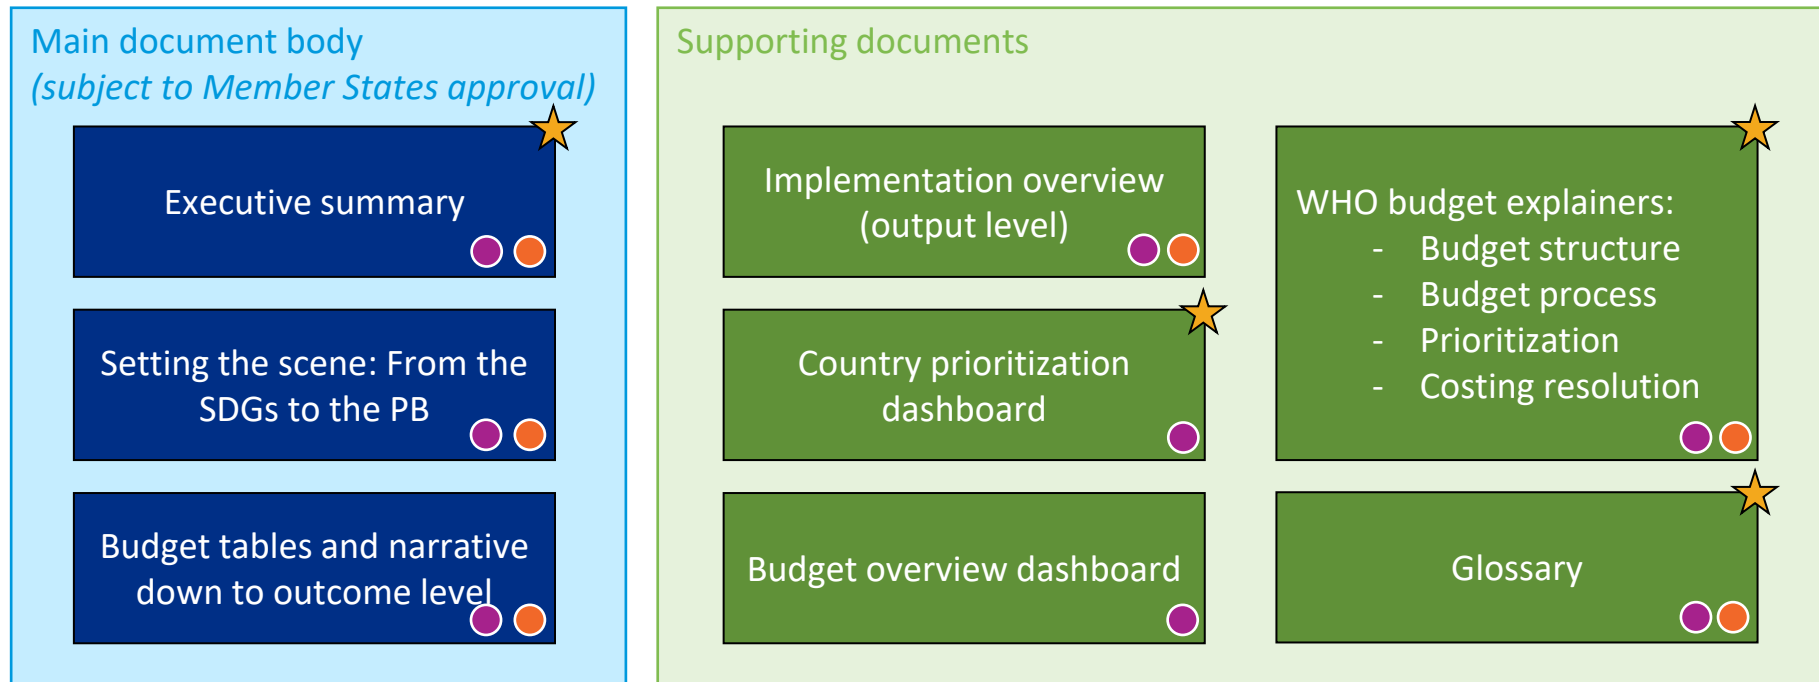 Main document body
(subject to Member States approval)
Executive summary
Setting the scene: From the
SDGs to the PB
Budget tables and narrative
down to outcome level
Supporting documents
Implementation overview
(output level)
Country prioritization
dashboard
Budget overview dashboard
WHO budget explainers:
- Budget structure
- Budget process
- Prioritization
- Costing resolution
Glossary